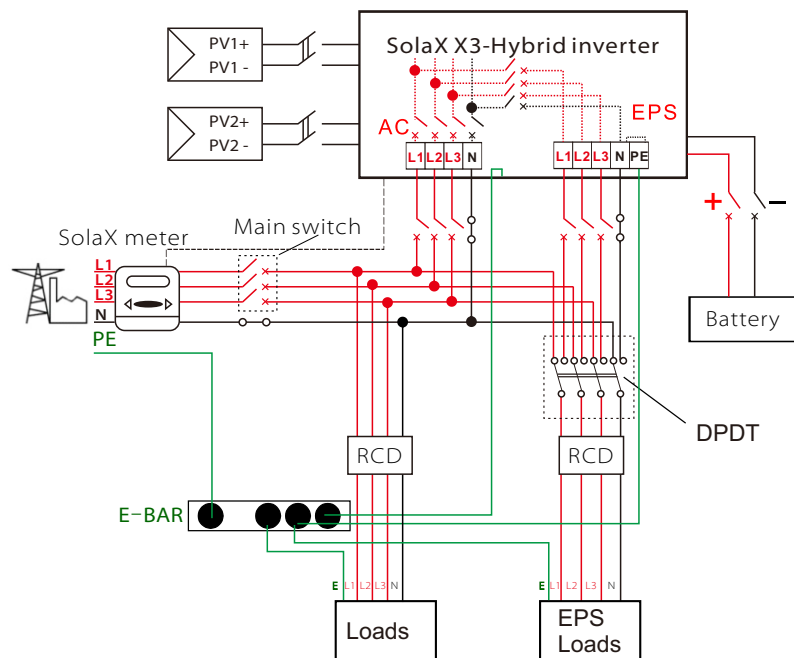 PV1+
PV1 -
PV2+
PV2 -
SolaX X3-Hybrid inverter
AC
EPS
L1 L2 L3 N
L1 L2 L3 N PE
+ −
SolaX meter
Main switch
L1
L2
L3
N
PE
Battery
DPDT
RCD
RCD
E-BAR
E L1 L2 L3 N
E L1 L2 L3 N
Loads
EPS
Loads